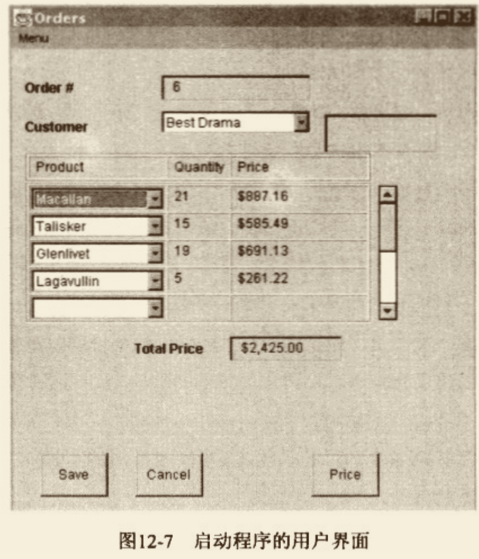 Orders
Menu
Order # 6
Customer Best Drama
Product Quantity Price
Macallan 21 $887.16
Talisker 15 $585.49
Glenlivet 19 $691.13
Lagavullin 5 $261.22
Total Price $2,425.00
Save Cancel Price
图12-7 启动程序的用户界面